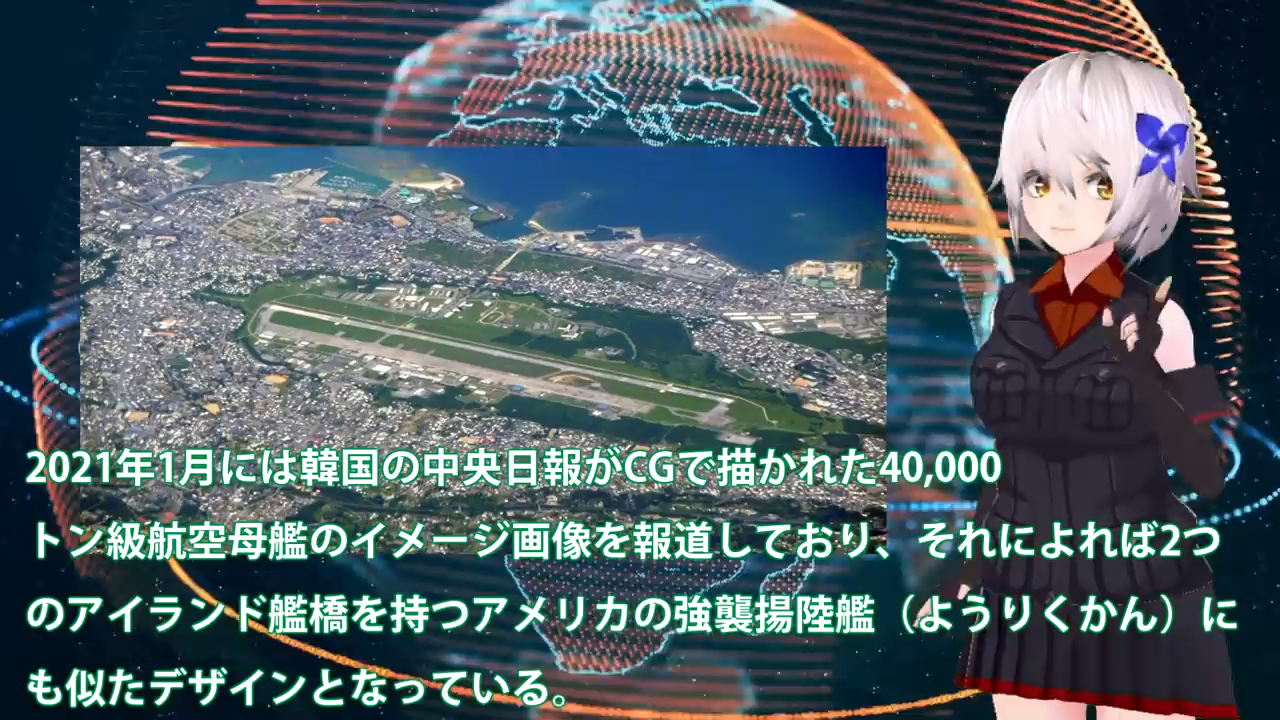 2021年1月には韓国の中央日報がCGで描かれた40,000
トン級航空母艦のイメージ画像を報道しており、それによれば2つ
のアイランド艦橋を持つアメリカの強襲揚陸艦（ようりくかん）に
も似たデザインとなっている。